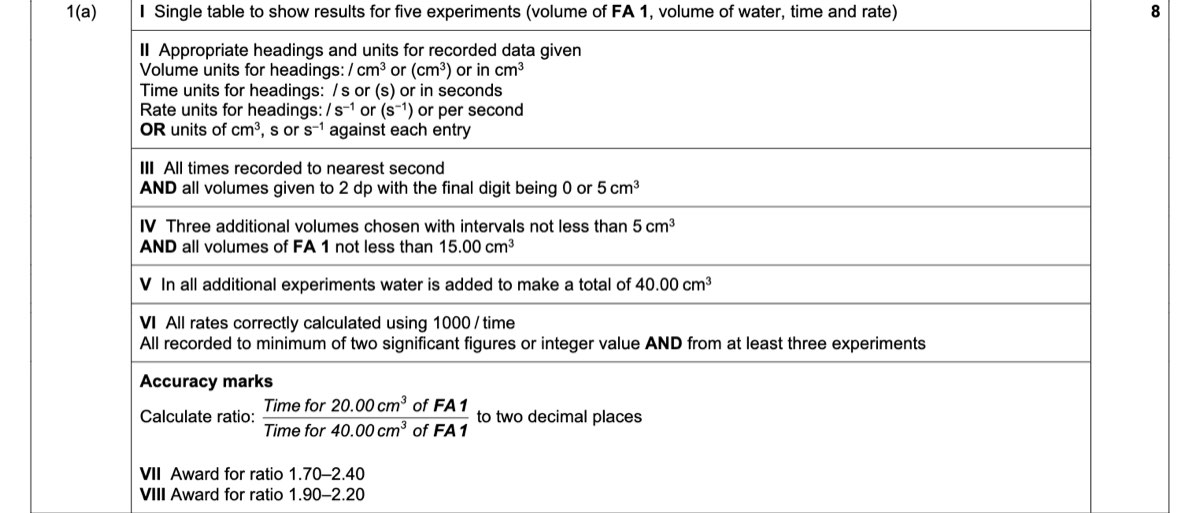 1(a)
I Single table to show results for five experiments (volume of FA 1, volume of water, time and rate)
8
II Appropriate headings and units for recorded data given
Volume units for headings: / cm³ or (cm³) or in cm³
Time units for headings: / s or (s) or in seconds
Rate units for headings: / s⁻¹ or (s⁻¹) or per second
OR units of cm³, s or s⁻¹ against each entry
III All times recorded to nearest second
AND all volumes given to 2 dp with the final digit being 0 or 5 cm³
IV Three additional volumes chosen with intervals not less than 5 cm³
AND all volumes of FA 1 not less than 15.00 cm³
V In all additional experiments water is added to make a total of 40.00 cm³
VI All rates correctly calculated using 1000 / time
All recorded to minimum of two significant figures or integer value AND from at least three experiments
Accuracy marks
Time for 20.00 cm³ of FA 1
Calculate ratio: to two decimal places
Time for 40.00 cm³ of FA 1
VII Award for ratio 1.70–2.40
VIII Award for ratio 1.90–2.20